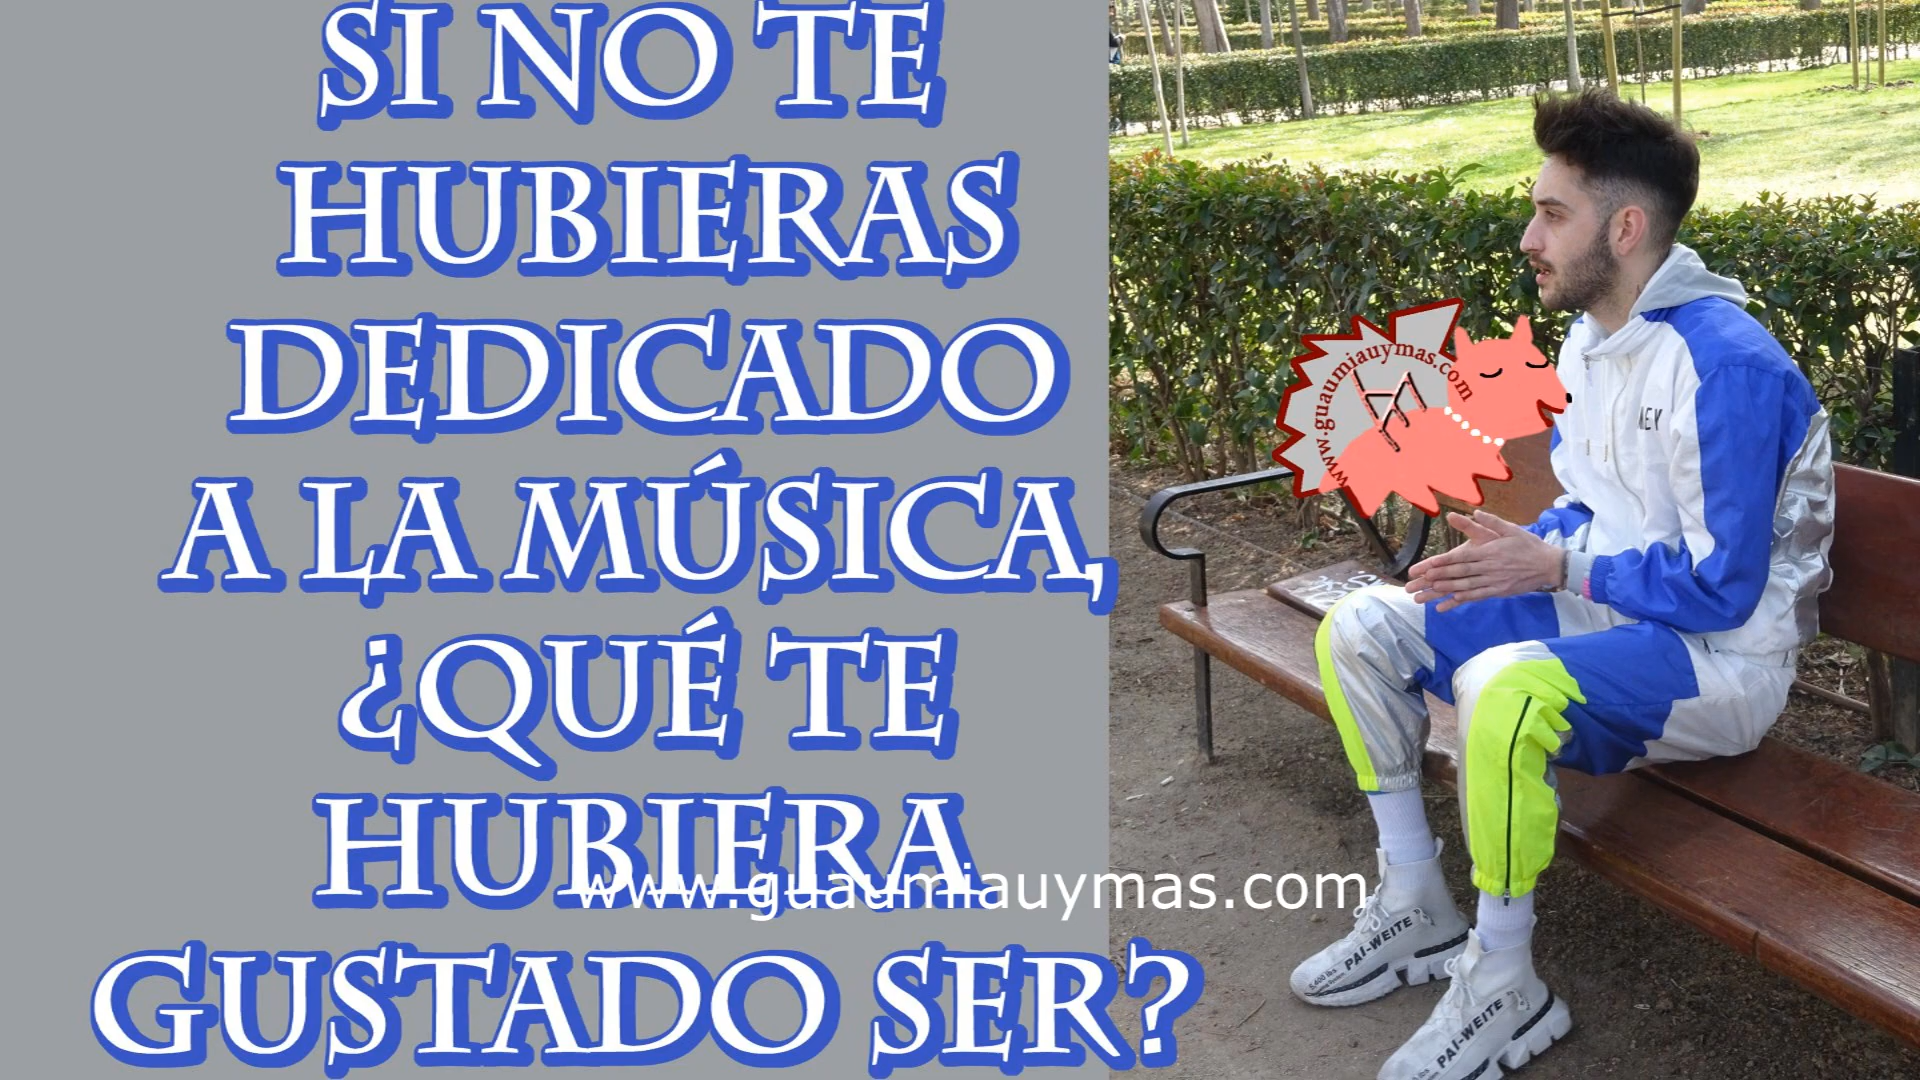 SI NO TE
HUBIERAS
DEDICADO
A LA MÚSICA,
¿QUÉ TE
HUBIERA
GUSTADO SER?
www.guaumiauymas.com
www.guaumiauymas.com
PAI-WEITE
PAI-WEITE